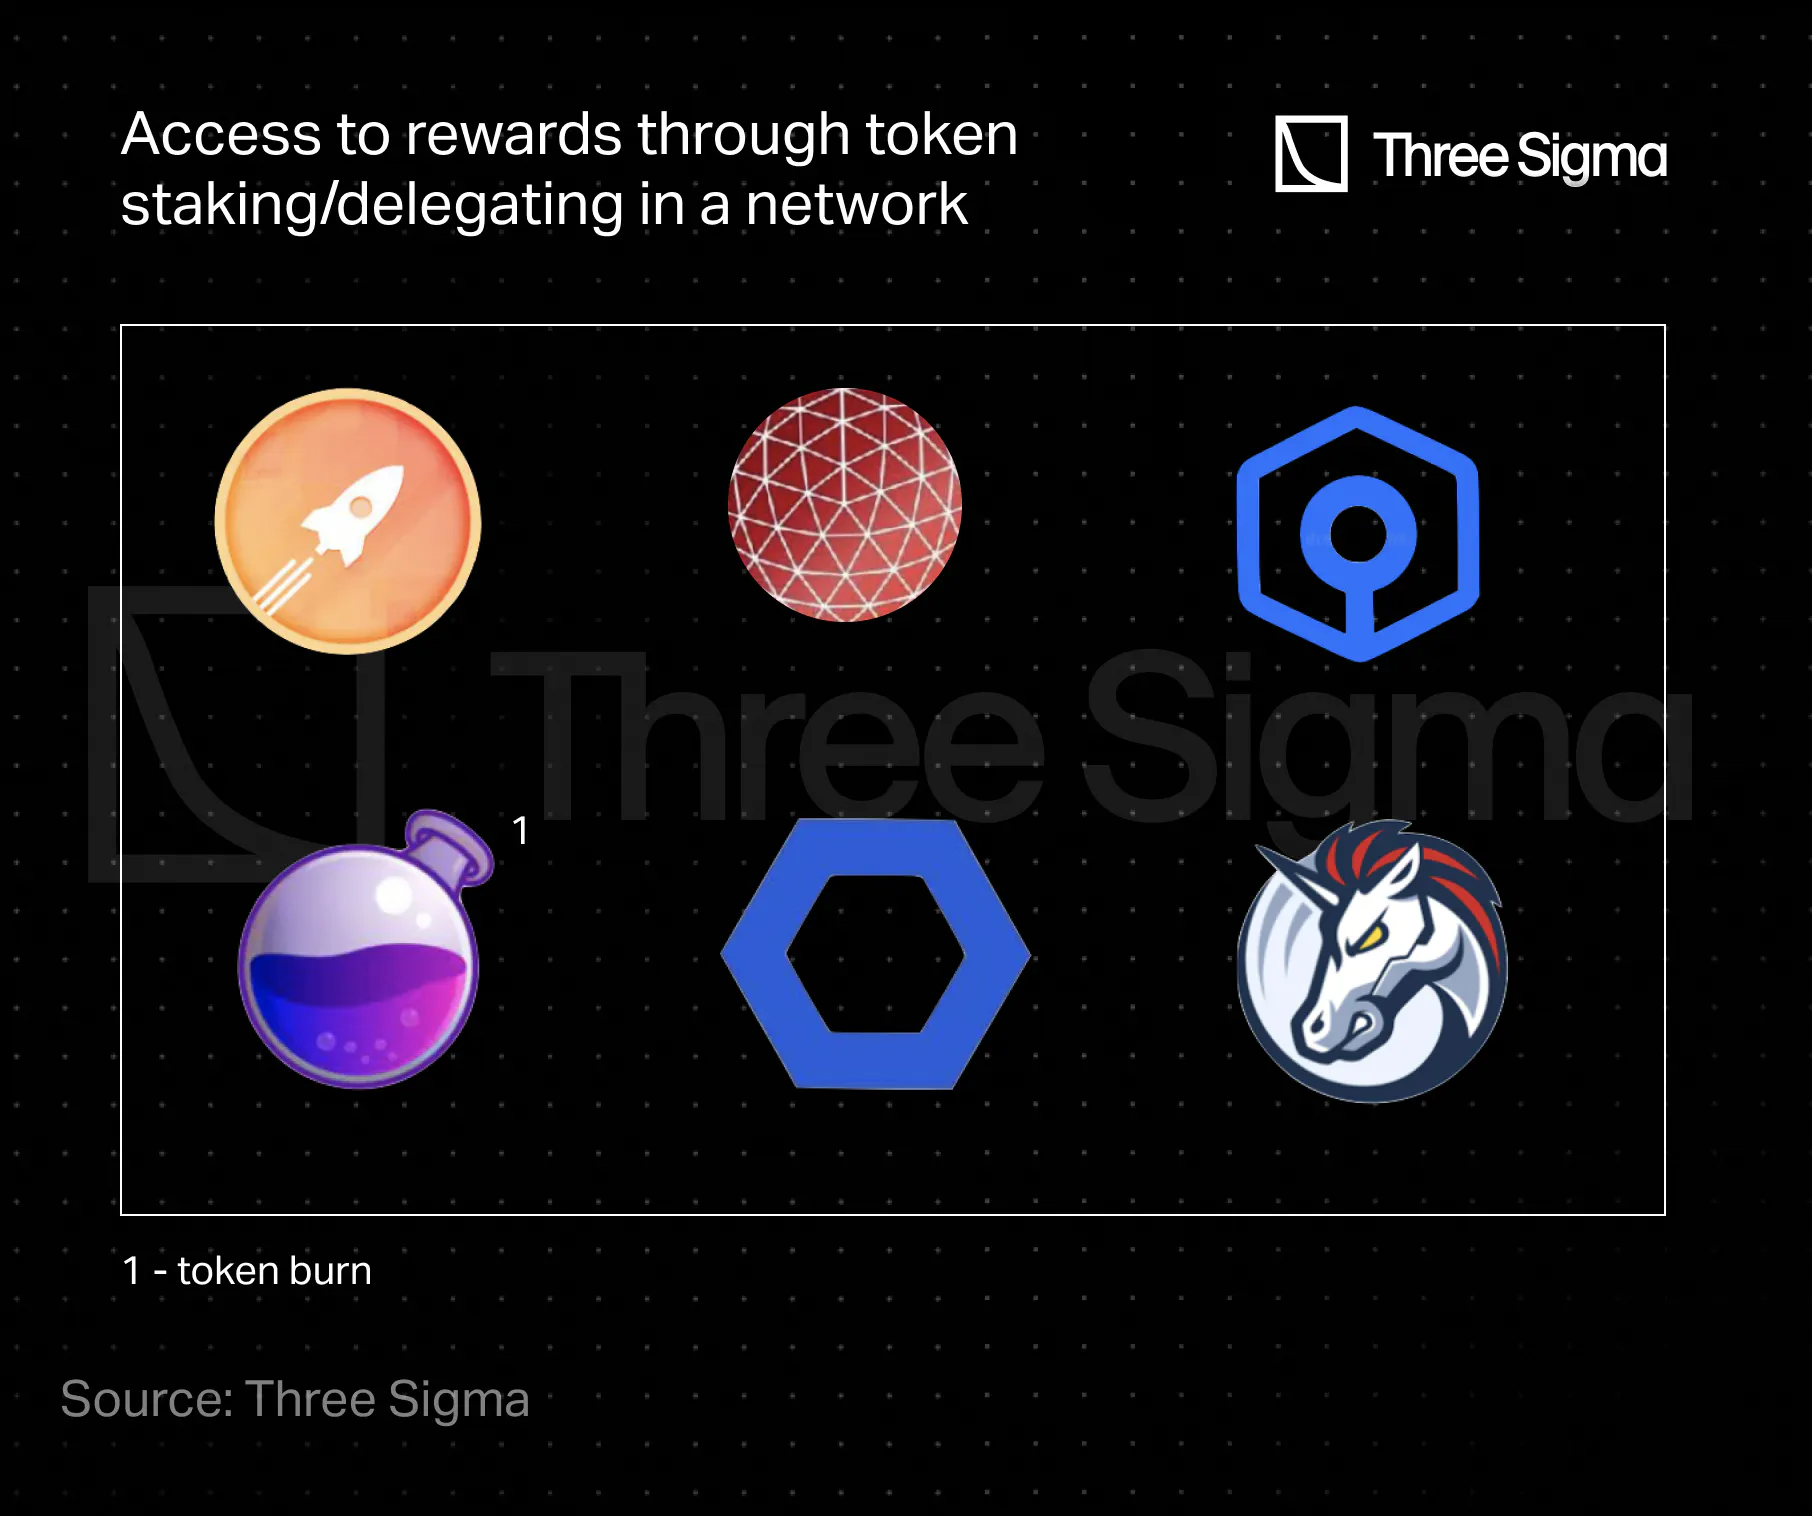 Access to rewards through token
staking/delegating in a network
Three Sigma
Three Sigma
1
1 - token burn
Source: Three Sigma